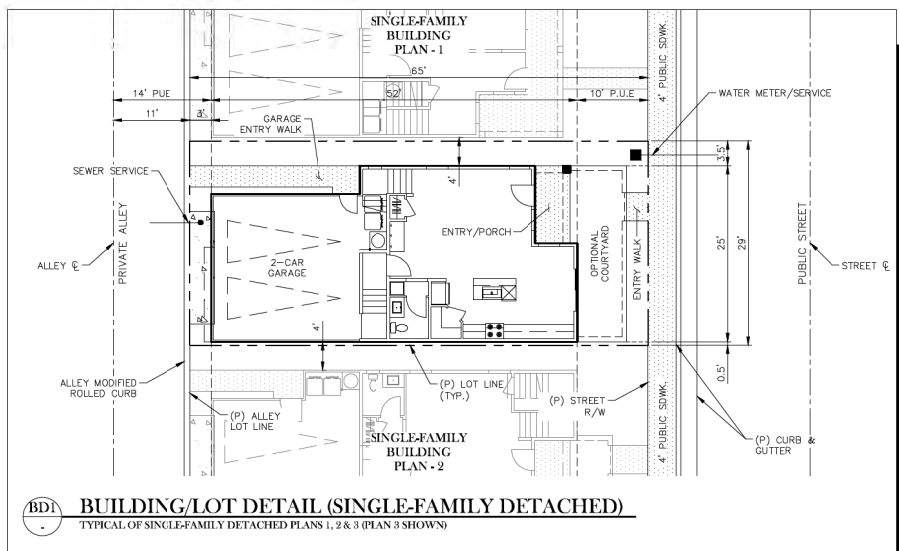 SINGLE-FAMILY
BUILDING
PLAN - 1
65'
4' PUBLIC SDWK.
14' PUE
52'
10' P.U.E
WATER METER/SERVICE
11'
3'
GARAGE
ENTRY WALK
3.5'
4'
SEWER SERVICE
PRIVATE ALLEY
ENTRY/PORCH
OPTIONAL
COURTYARD
ENTRY WALK
25'
29'
PUBLIC STREET
ALLEY ℄
2-CAR
GARAGE
STREET ℄
4'
0.5'
ALLEY MODIFIED
ROLLED CURB
(P) LOT LINE
(TYP.)
(P) STREET
R/W
(P) ALLEY
LOT LINE
4' PUBLIC SDWK.
(P) CURB &
GUTTER
SINGLE-FAMILY
BUILDING
PLAN - 2
BD1
-
BUILDING/LOT DETAIL (SINGLE-FAMILY DETACHED)
TYPICAL OF SINGLE-FAMILY DETACHED PLANS 1, 2 & 3 (PLAN 3 SHOWN)